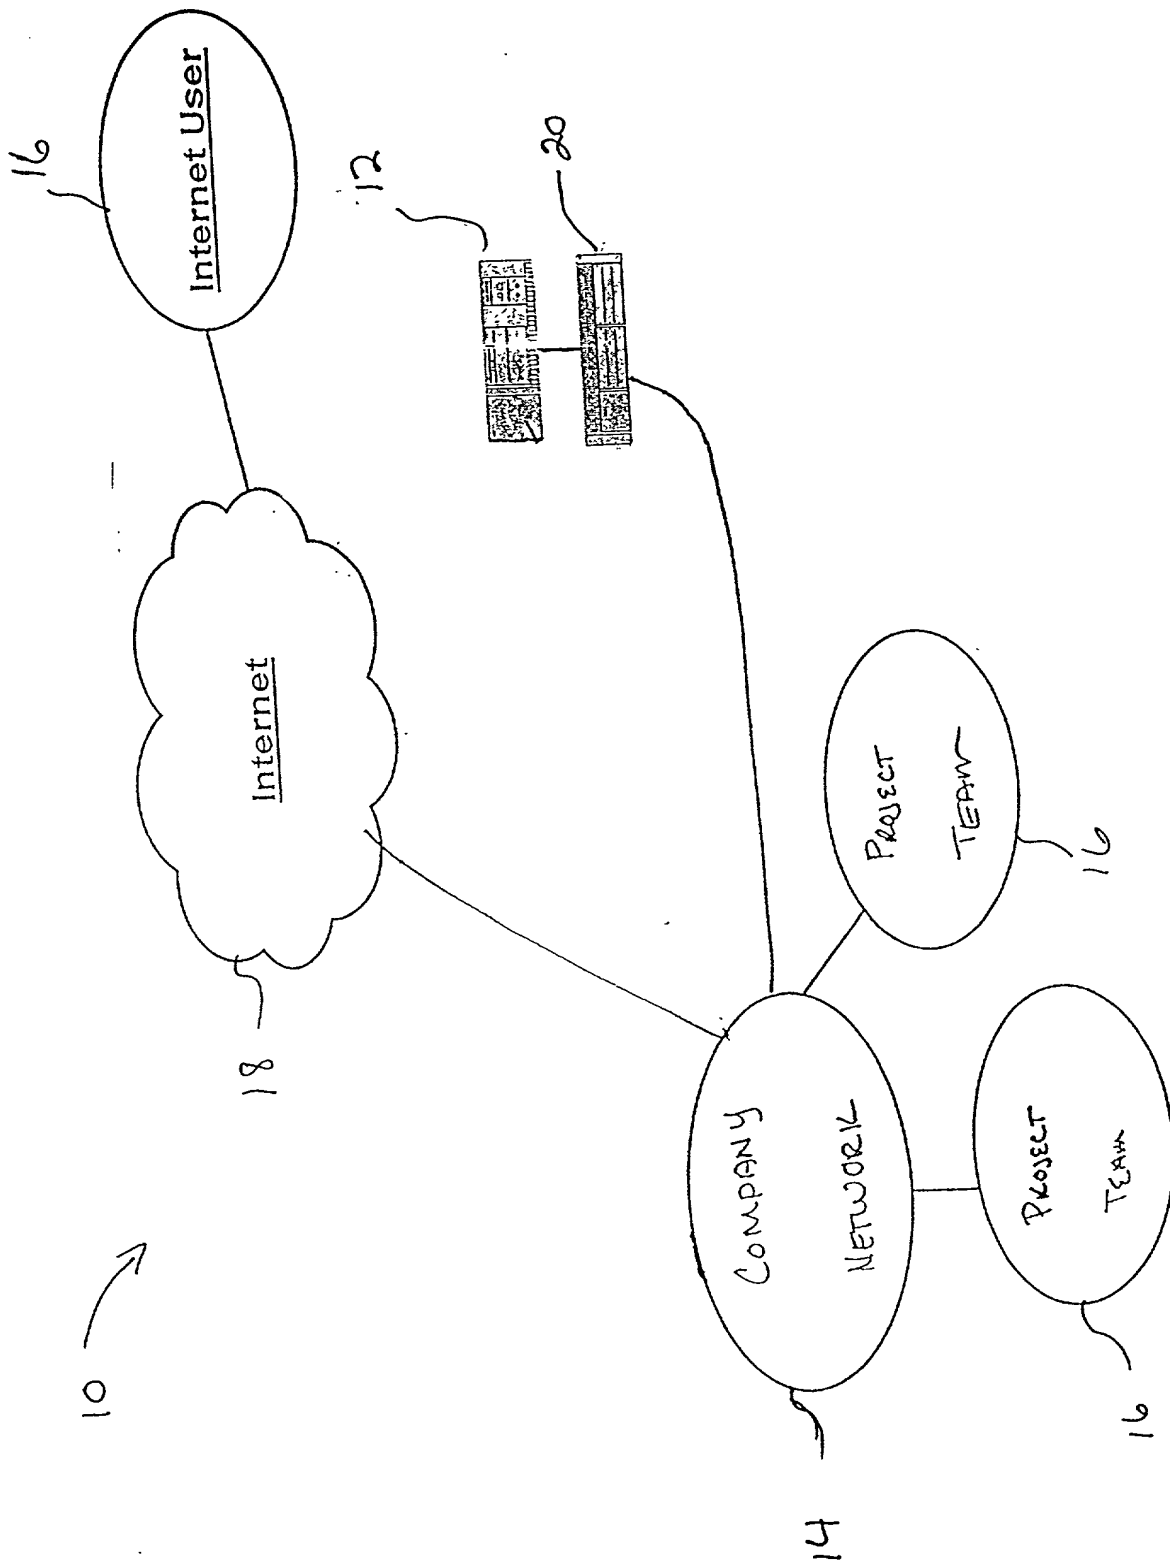 10
18
Internet
16
Internet User
12
20
14
COMPANY
NETWORK
PROJECT
TEAM
16
PROJECT
TEAM
16